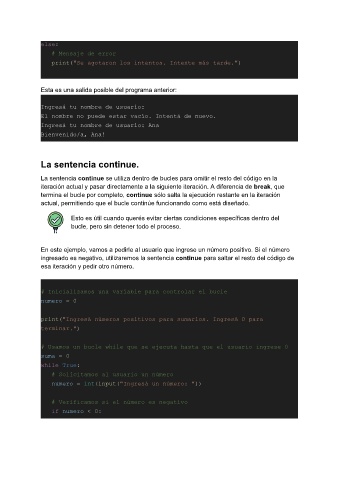 else:
# Mensaje de error
print("Se agotaron los intentos. Intente más tarde.")
Esta es una salida posible del programa anterior:
Ingresá tu nombre de usuario:
El nombre no puede estar vacío. Intentá de nuevo.
Ingresá tu nombre de usuario: Ana
Bienvenido/a, Ana!
La sentencia continue.
La sentencia continue se utiliza dentro de bucles para omitir el resto del código en la
iteración actual y pasar directamente a la siguiente iteración. A diferencia de break, que
termina el bucle por completo, continue sólo salta la ejecución restante en la iteración
actual, permitiendo que el bucle continúe funcionando como está diseñado.
Esto es útil cuando querés evitar ciertas condiciones específicas dentro del
bucle, pero sin detener todo el proceso.
En este ejemplo, vamos a pedirle al usuario que ingrese un número positivo. Si el número
ingresado es negativo, utilizaremos la sentencia continue para saltar el resto del código de
esa iteración y pedir otro número.
# Inicializamos una variable para controlar el bucle
numero = 0
print("Ingresá números positivos para sumarlos. Ingresá 0 para
terminar.")
# Usamos un bucle while que se ejecuta hasta que el usuario ingrese 0
suma = 0
while True:
# Solicitamos al usuario un número
numero = int(input("Ingresá un número: "))
# Verificamos si el número es negativo
if numero < 0: